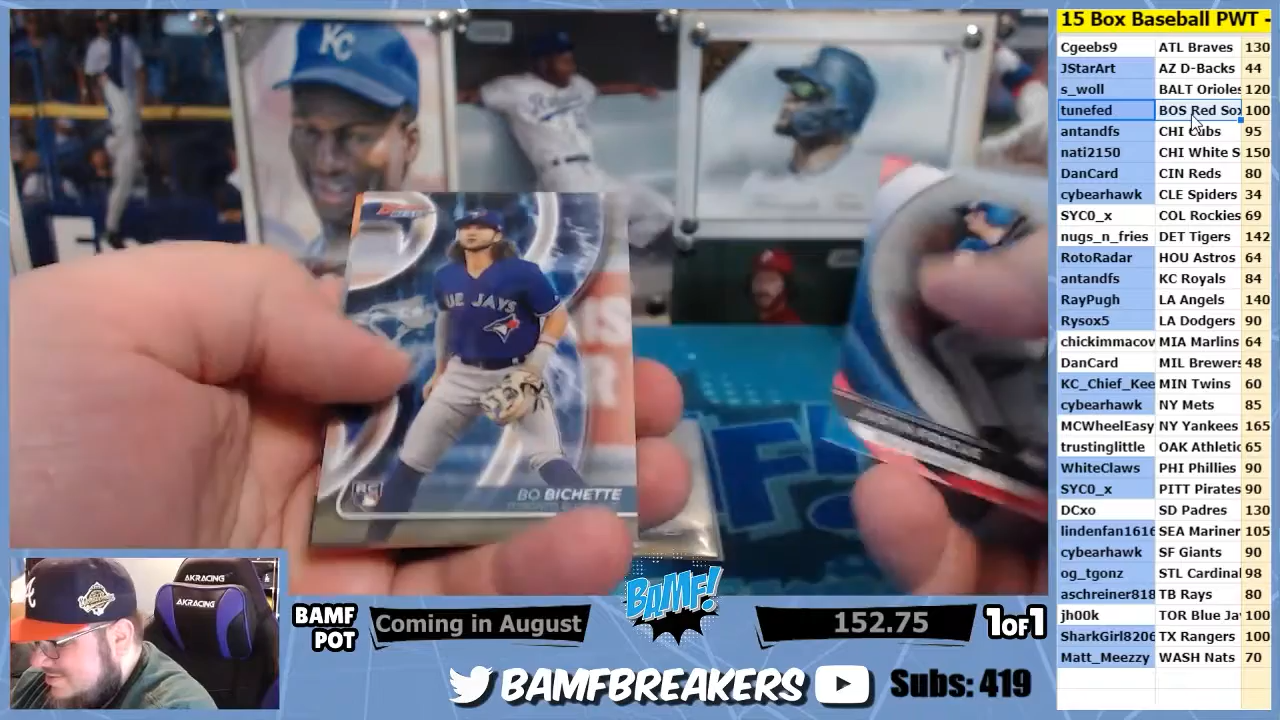 15 Box Baseball PWT -
Cgeebs9 ATL Braves 130
JStarArt AZ D-Backs 44
s_woll BALT Orioles 120
tunefed BOS Red Sox 100
antandfs CHI Cubs 95
nati2150 CHI White S 150
DanCard CIN Reds 80
cybearhawk CLE Spiders 34
SYC0_x COL Rockies 69
nugs_n_fries DET Tigers 142
RotoRadar HOU Astros 64
antandfs KC Royals 84
RayPugh LA Angels 140
Rysox5 LA Dodgers 90
chickimmacov MIA Marlins 64
DanCard MIL Brewers 48
KC_Chief_Kee MIN Twins 60
cybearhawk NY Mets 85
MCWheelEasy NY Yankees 165
trustinglittle OAK Athletic 65
WhiteClaws PHI Phillies 90
SYC0_x PITT Pirates 90
DCxo SD Padres 130
lindenfan1616 SEA Mariner 105
cybearhawk SF Giants 90
og_tgonz STL Cardinal 98
aschreiner818 TB Rays 80
jh00k TOR Blue Ja 100
SharkGirl8206 TX Rangers 100
Matt_Meezzy WASH Nats 70
KC
BLUE JAYS
RC
BO BICHETTE
AKRACING
AKRACING
BAMF POT
Coming in August
BAMF!
152.75
1OF1
BAMFBREAKERS
Subs: 419